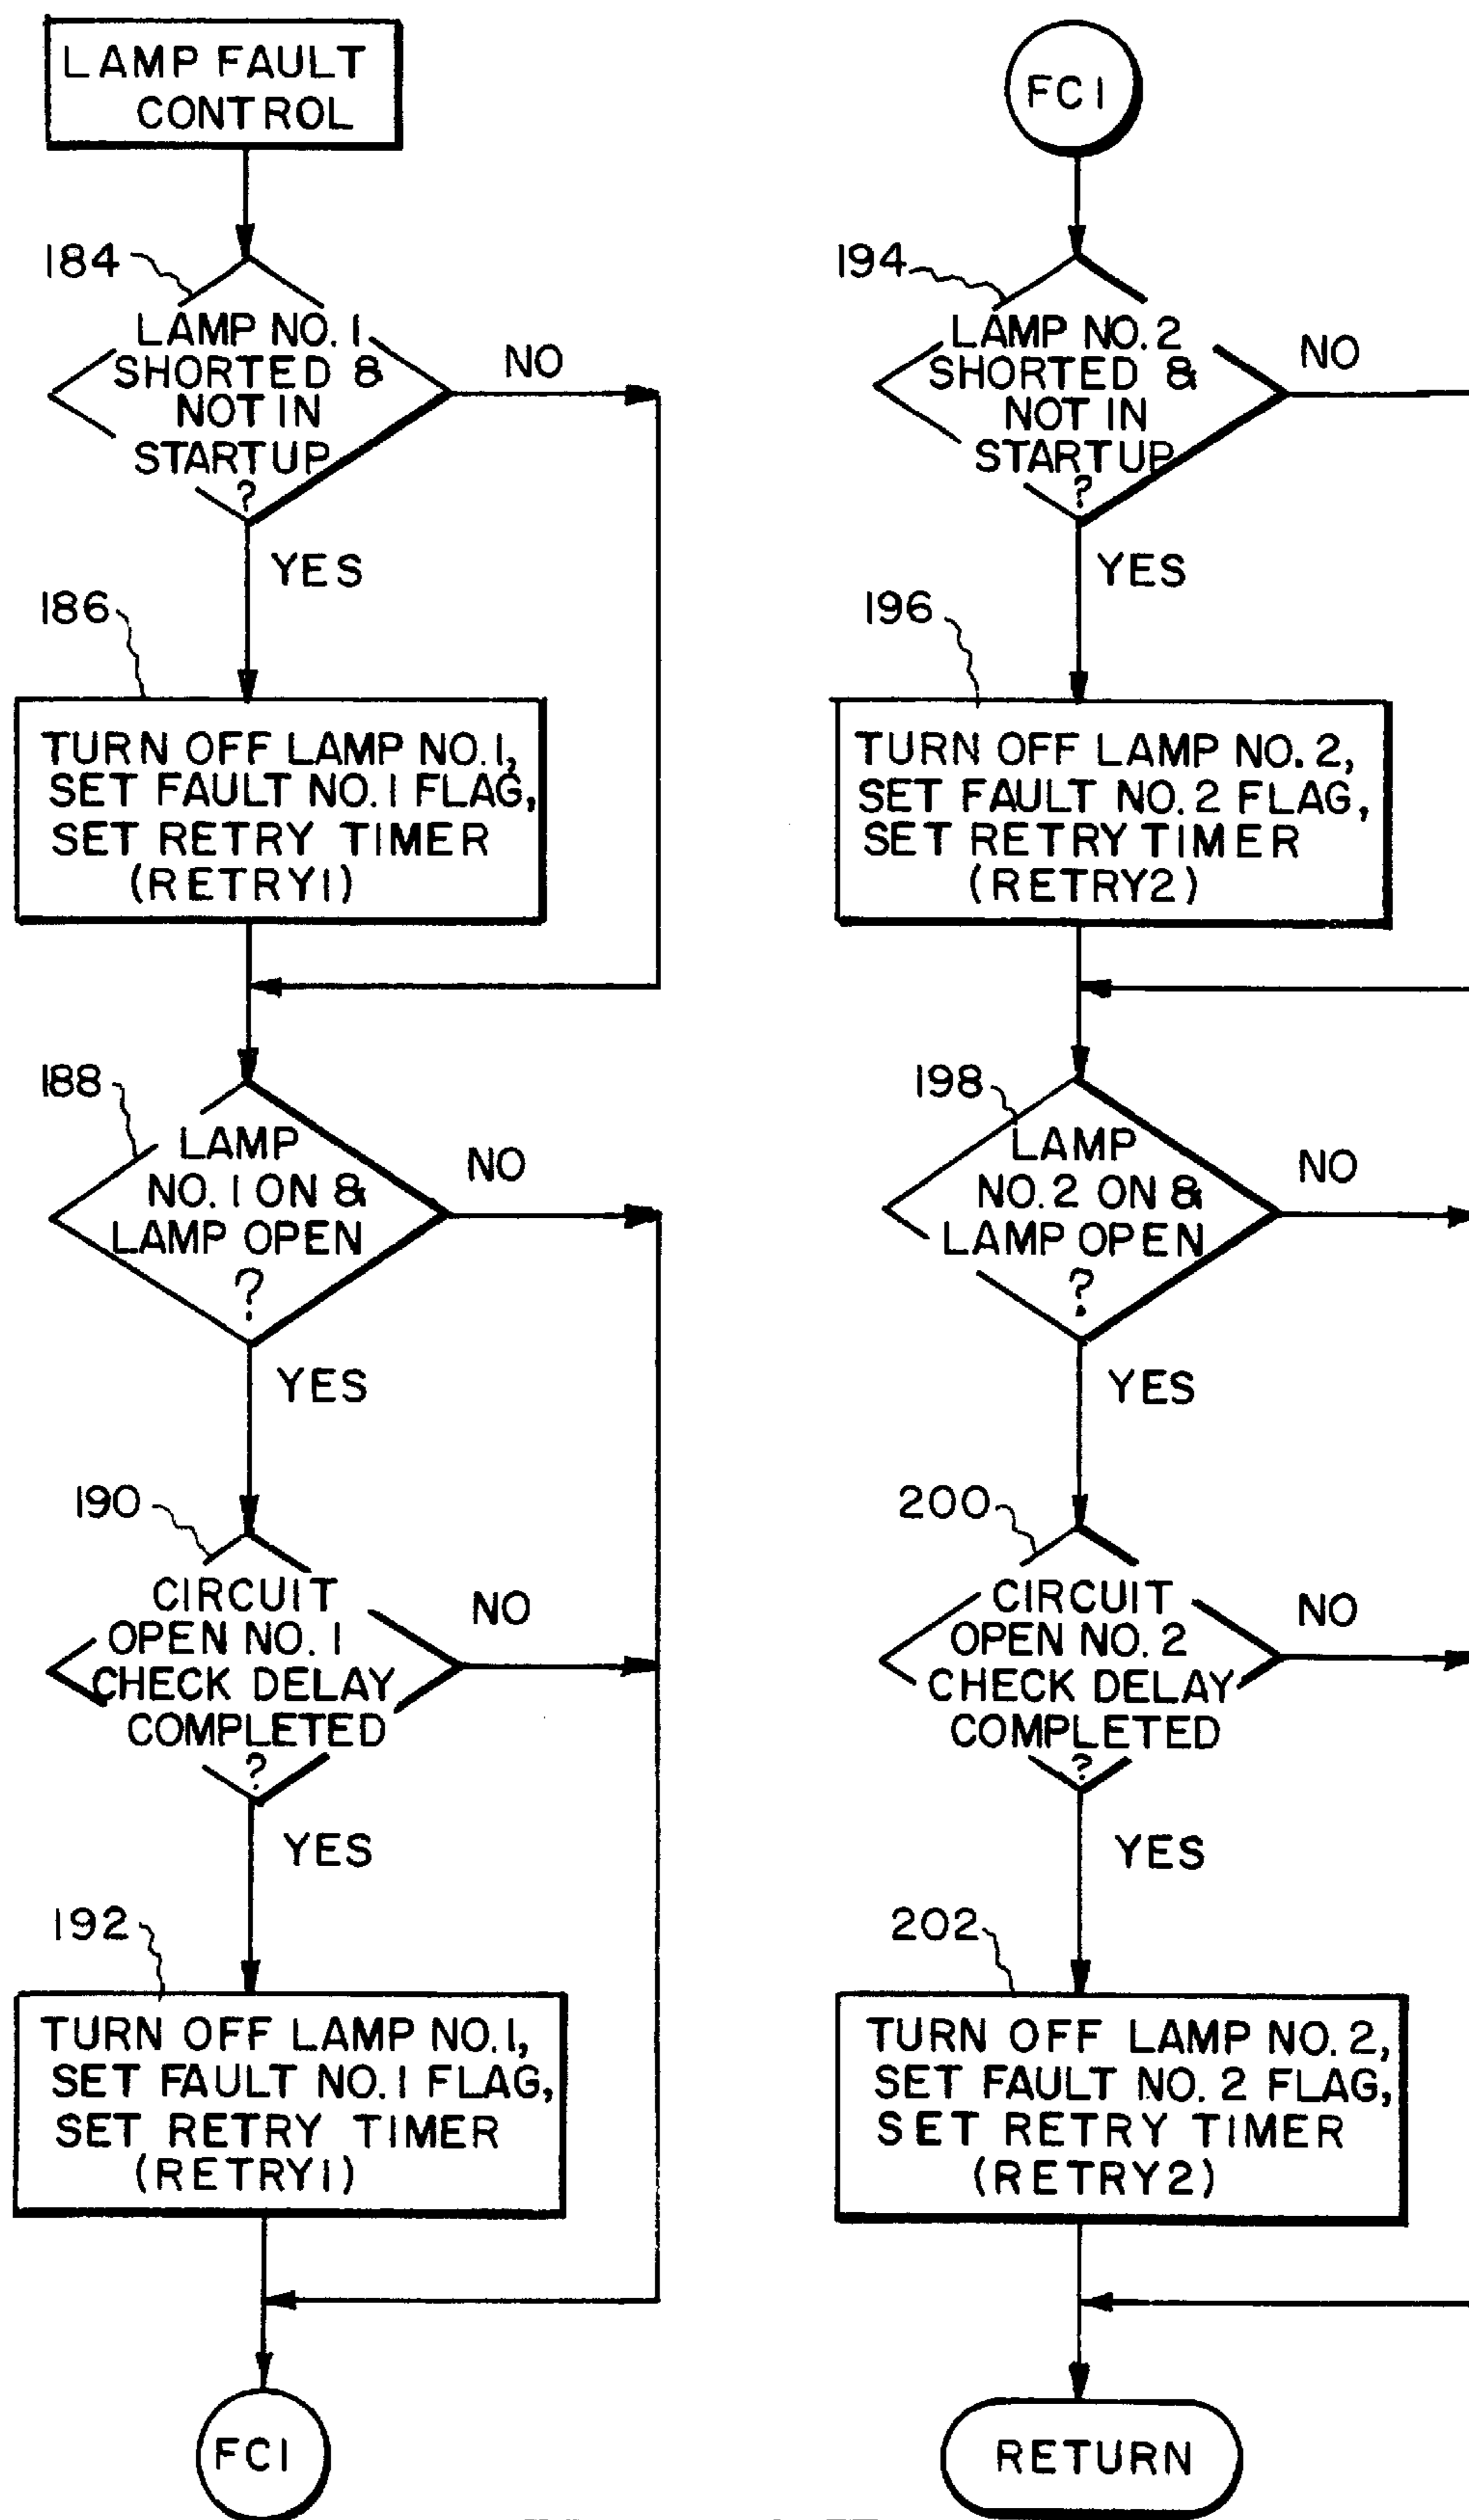 LAMP FAULT
CONTROL
184
LAMP NO. 1
SHORTED &
NOT IN
STARTUP
?
NO
YES
186
TURN OFF LAMP NO. 1,
SET FAULT NO. 1 FLAG,
SET RETRY TIMER
(RETRY1)
188
LAMP
NO. 1 ON &
LAMP OPEN
?
NO
YES
190
CIRCUIT
OPEN NO. 1
CHECK DELAY
COMPLETED
?
NO
YES
192
TURN OFF LAMP NO. 1,
SET FAULT NO. 1 FLAG,
SET RETRY TIMER
(RETRY1)
FC1
FC1
194
LAMP NO. 2
SHORTED &
NOT IN
STARTUP
?
NO
YES
196
TURN OFF LAMP NO. 2,
SET FAULT NO. 2 FLAG,
SET RETRY TIMER
(RETRY2)
198
LAMP
NO. 2 ON &
LAMP OPEN
?
NO
YES
200
CIRCUIT
OPEN NO. 2
CHECK DELAY
COMPLETED
?
NO
YES
202
TURN OFF LAMP NO. 2,
SET FAULT NO. 2 FLAG,
SET RETRY TIMER
(RETRY2)
RETURN